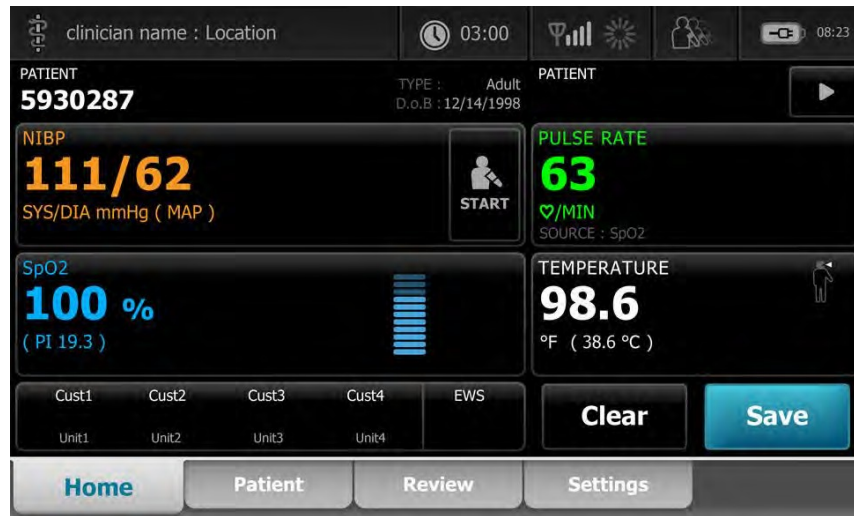 clinician name : Location
03:00
08:23
PATIENT
5930287
TYPE : Adult
D.o.B : 12/14/1998
PATIENT
NIBP
111/62
SYS/DIA mmHg ( MAP )
START
PULSE RATE
63
♡/MIN
SOURCE : SpO2
SpO2
100 %
( PI 19.3 )
TEMPERATURE
98.6
°F ( 38.6 °C )
Cust1 Cust2 Cust3 Cust4 EWS
Unit1 Unit2 Unit3 Unit4
Clear
Save
Home Patient Review Settings